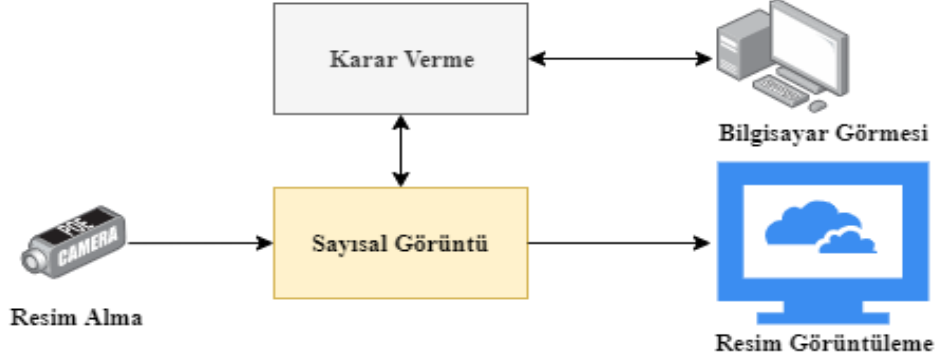 Karar Verme
Bilgisayar Görmesi
CAMERA
Sayısal Görüntü
Resim Alma
Resim Görüntüleme